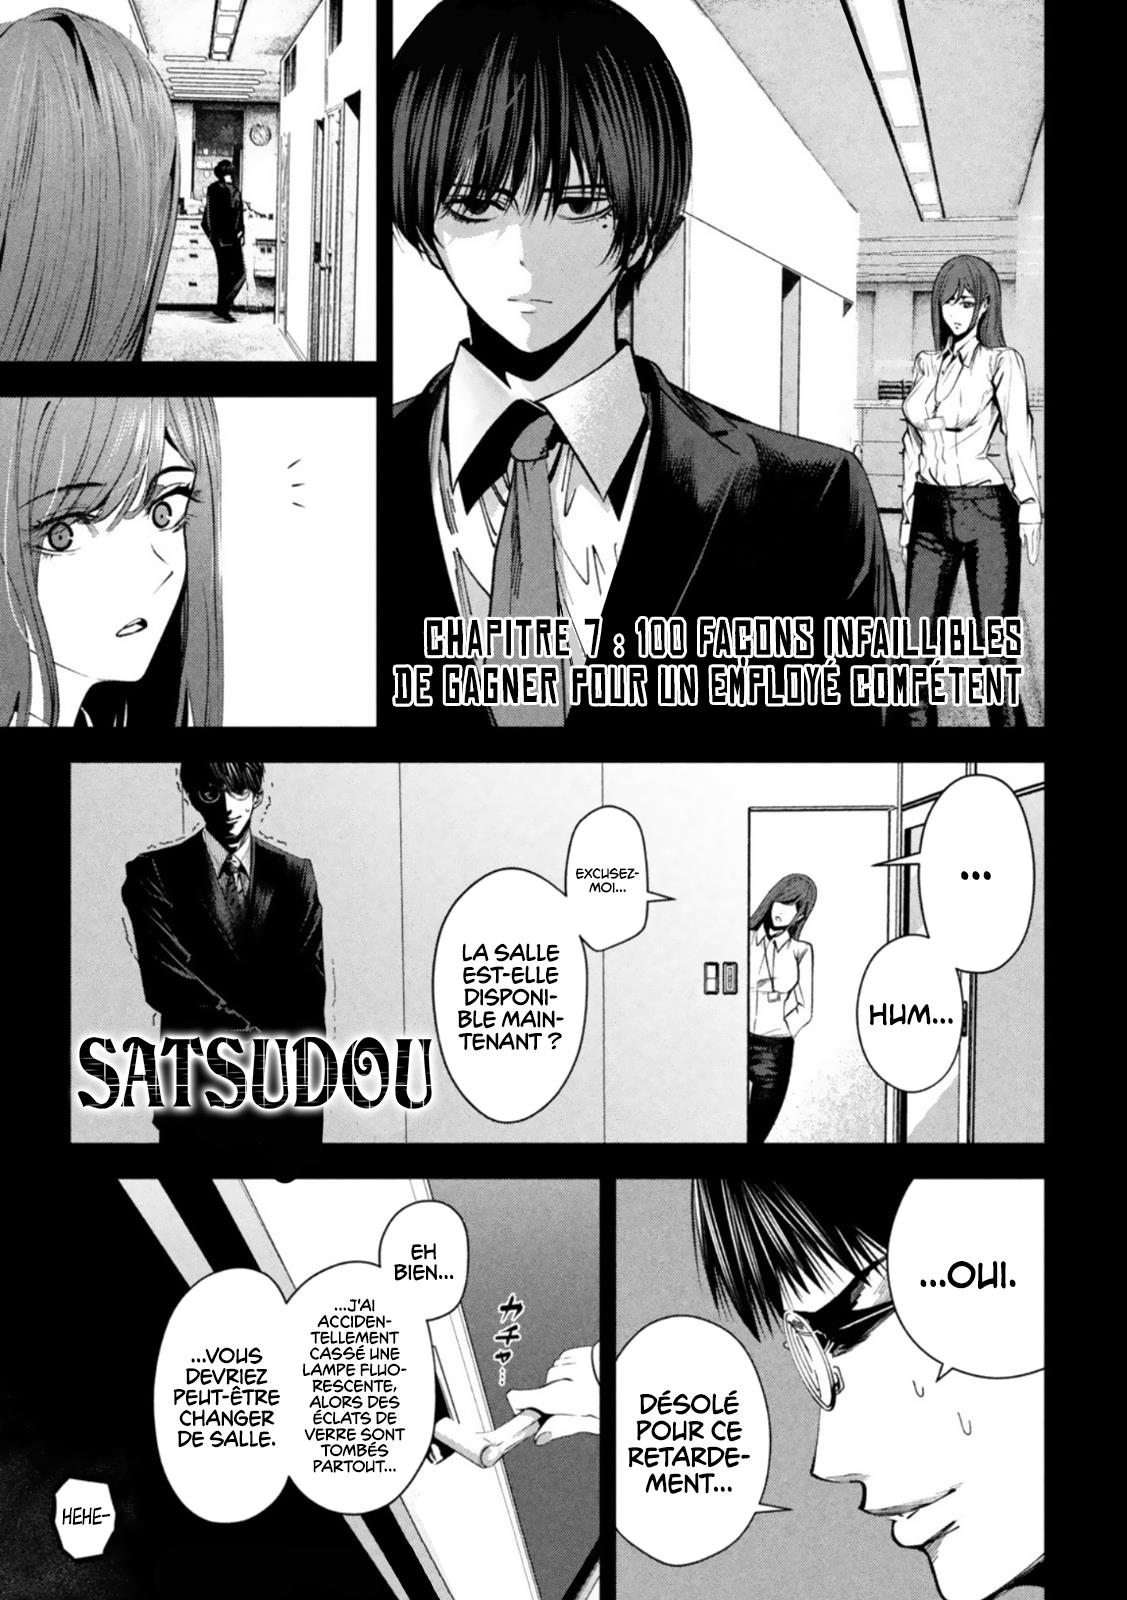 CHAPITRE 7 : 100 FAÇONS INFAILLIBLES
DE GAGNER POUR UN EMPLOYÉ COMPÉTENT
...
HUM...
EXCUSEZ-
MOI...
LA SALLE
EST-ELLE
DISPONI-
BLE MAIN-
TENANT ?
SATSUDOU
...OUI.
DÉSOLÉ
POUR CE
RETARDE-
MENT...
ガチャ...
EH
BIEN...
...J'AI
ACCIDEN-
TELLEMENT
CASSÉ UNE
LAMPE FLUO-
RESCENTE,
ALORS DES
ÉCLATS DE
VERRE SONT
TOMBÉS
PARTOUT...
...VOUS
DEVRIEZ
PEUT-ÊTRE
CHANGER
DE SALLE.
HEHE-